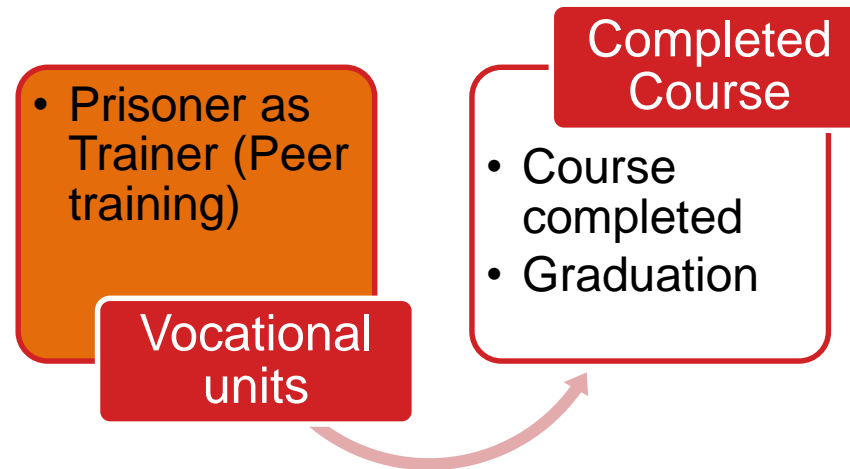 • Prisoner as
Trainer (Peer
training)
Vocational
units
Completed
Course
• Course
completed
• Graduation